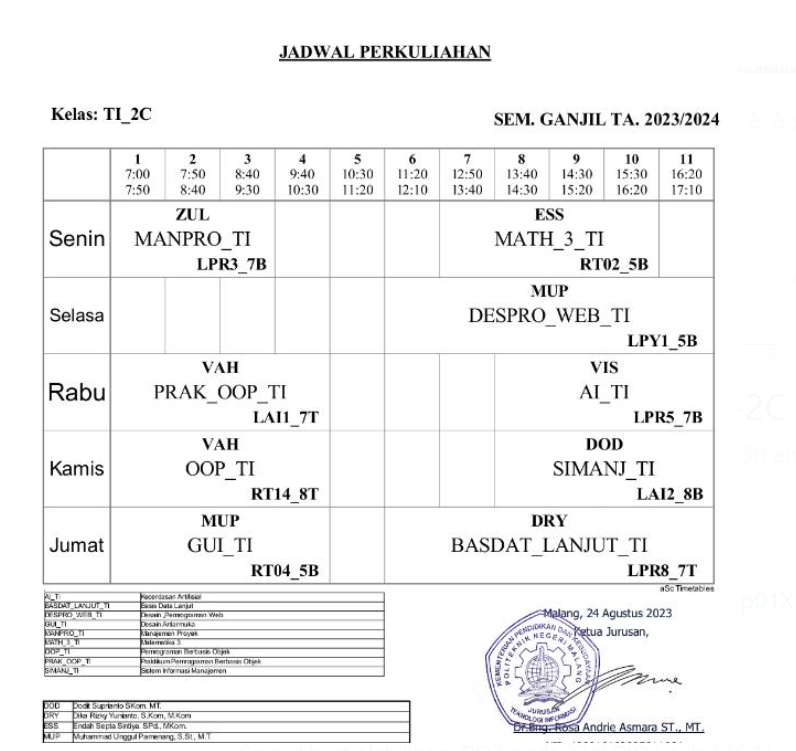 JADWAL PERKULIAHAN
Kelas: TI_2C
SEM. GANJIL TA. 2023/2024
1 2 3 4 5 6 7 8 9 10 11
7:00 7:50 8:40 9:40 10:30 11:20 12:50 13:40 14:30 15:30 16:20
7:50 8:40 9:30 10:30 11:20 12:10 13:40 14:30 15:20 16:20 17:10
Senin
ZUL
MANPRO_TI
LPR3_7B
ESS
MATH_3_TI
RT02_5B
Selasa
MUP
DESPRO_WEB_TI
LPY1_5B
Rabu
VAH
PRAK_OOP_TI
LAI1_7T
VIS
AI_TI
LPR5_7B
Kamis
VAH
OOP_TI
RT14_8T
DOD
SIMANJ_TI
LAI2_8B
Jumat
MUP
GUI_TI
RT04_5B
DRY
BASDAT_LANJUT_TI
LPR8_7T
aSc Timetables
AI_TI Kecerdasan Artifisial
BASDAT_LANJUT_TI Basis Data Lanjut
DESPRO_WEB_TI Desain Pemrograman Web
GUI_TI Desain Antarmuka
MANPRO_TI Manajemen Proyek
MATH_3_TI Matematika 3
OOP_TI Pemrograman Berbasis Objek
PRAK_OOP_TI Praktikum Pemrograman Berbasis Objek
SIMANJ_TI Sistem Informasi Manajemen
DOD Dodit Suprianto SKom, MT.
DRY Dika Rizky Yunianto, S.Kom, M.Kom
ESS Endah Septa Sintiya. SPd., MKom.
MUP Muhammad Unggul Pamenang, S.St., M.T.
Malang, 24 Agustus 2023
Ketua Jurusan,
KEMENTERIAN PENDIDIKAN DAN KEBUDAYAAN
POLITEKNIK NEGERI MALANG
JURUSAN
TEKNOLOGI INFORMASI
Dr.Eng. Rosa Andrie Asmara ST., MT.